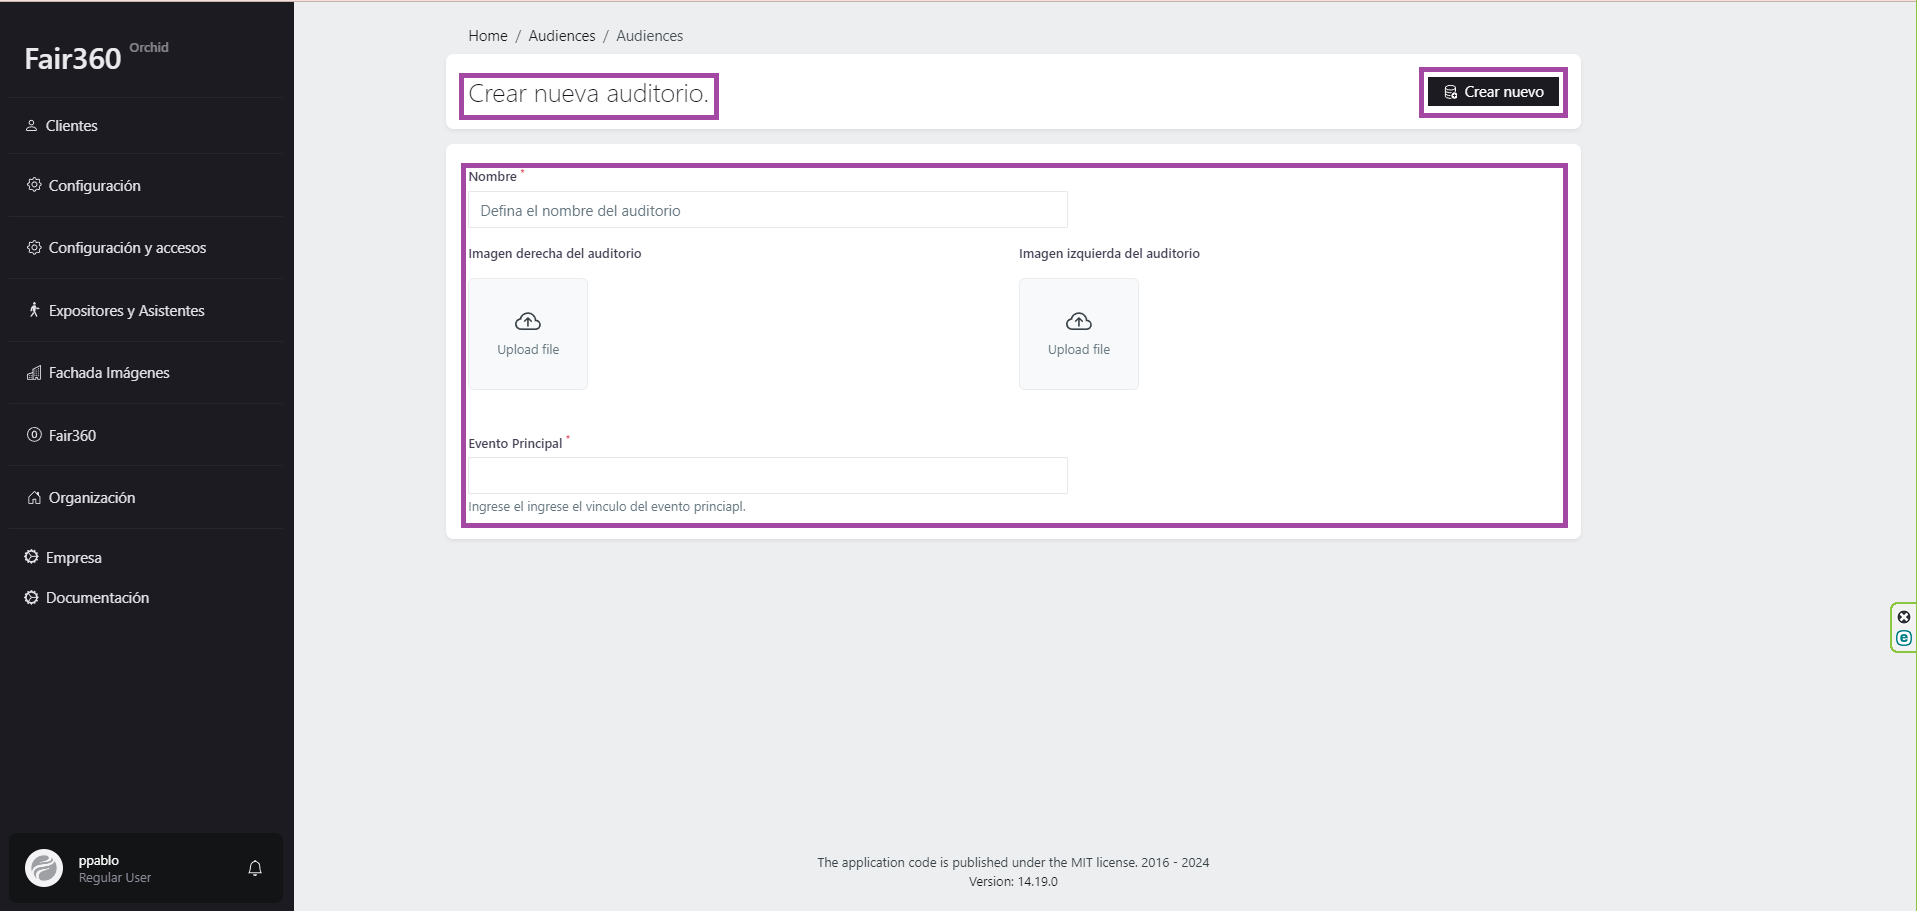 Fair360 Orchid
Clientes
Configuración
Configuración y accesos
Expositores y Asistentes
Fachada Imágenes
Fair360
Organización
Empresa
Documentación
ppablo
Regular User
Home / Audiences / Audiences
Crear nueva auditorio.
Crear nuevo
Nombre *
Defina el nombre del auditorio
Imagen derecha del auditorio
Imagen izquierda del auditorio
Upload file
Upload file
Evento Principal *
Ingrese el ingrese el vinculo del evento princiapl.
The application code is published under the MIT license. 2016 - 2024
Version: 14.19.0